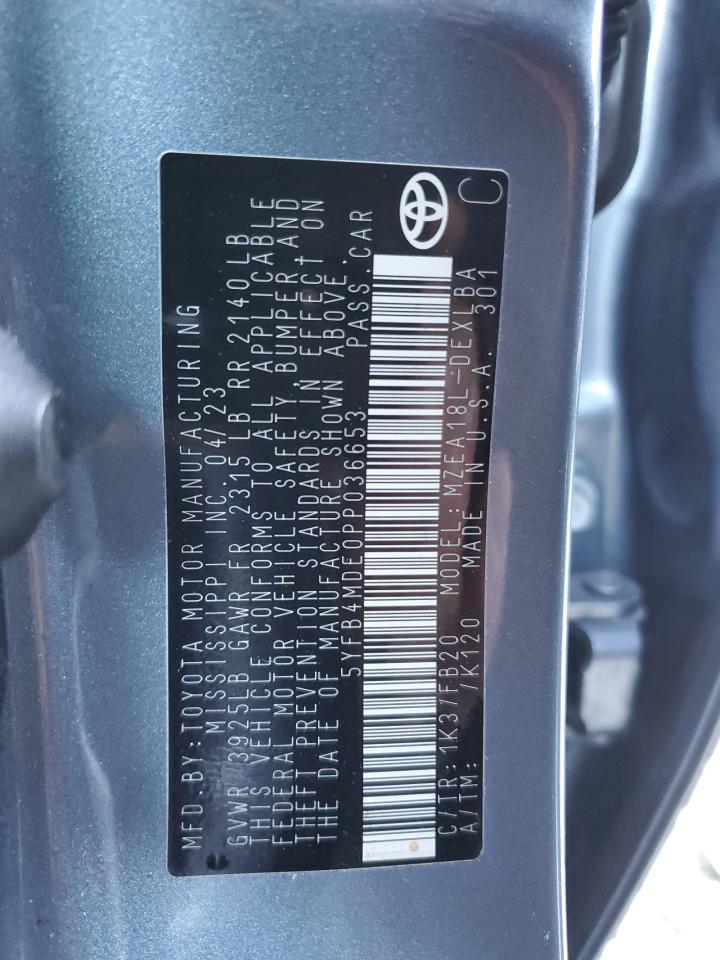 MFD. BY: TOYOTA MOTOR MANUFACTURING
MISSISSIPPI INC. 04/23
GVWR 3925LB GAWR FR 2315 LB RR 2140 LB
THIS VEHICLE CONFORMS TO ALL APPLICABLE
FEDERAL MOTOR VEHICLE SAFETY, BUMPER AND
THEFT PREVENTION STANDARDS IN EFFECT ON
THE DATE OF MANUFACTURE SHOWN ABOVE.
5YFB4MDE0PP036653 PASS. CAR
C/TR: 1K3/FB20 MODEL: MZEA18L-DEXLBA
A/TM: /K120 MADE IN U.S.A. 301
C